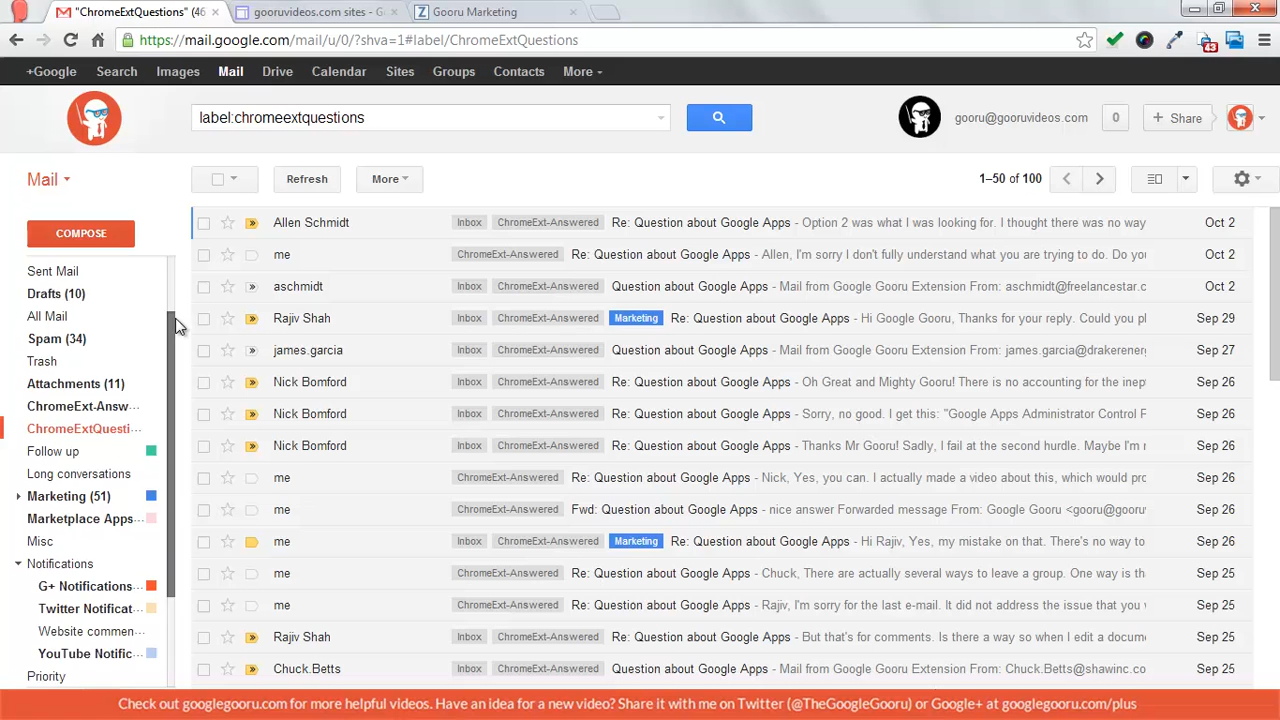 "ChromeExtQuestions" (46
gooruvideos.com sites - G
Gooru Marketing
https://mail.google.com/mail/u/0/?shva=1#label/ChromeExtQuestions
43
+Google Search Images Mail Drive Calendar Sites Groups Contacts More
label:chromeextquestions
gooru@gooruvideos.com 0 + Share
Mail
Refresh More 1–50 of 100
COMPOSE
Sent Mail
Drafts (10)
All Mail
Spam (34)
Trash
Attachments (11)
ChromeExt-Answ...
ChromeExtQuesti...
Follow up
Long conversations
Marketing (51)
Marketplace Apps...
Misc
Notifications
G+ Notifications...
Twitter Notificat...
Website commen...
YouTube Notific...
Priority
Allen Schmidt Inbox ChromeExt-Answered Re: Question about Google Apps - Option 2 was what I was looking for. I thought there was no way Oct 2
me ChromeExt-Answered Re: Question about Google Apps - Allen, I'm sorry I don't fully understand what you are trying to do. Do you Oct 2
aschmidt Inbox ChromeExt-Answered Question about Google Apps - Mail from Google Gooru Extension From: aschmidt@freelancestar.c Oct 2
Rajiv Shah Inbox ChromeExt-Answered Marketing Re: Question about Google Apps - Hi Google Gooru, Thanks for your reply. Could you pl Sep 29
james.garcia Inbox ChromeExt-Answered Question about Google Apps - Mail from Google Gooru Extension From: james.garcia@drakerener Sep 27
Nick Bomford Inbox ChromeExt-Answered Re: Question about Google Apps - Oh Great and Mighty Gooru! There is no accounting for the inep Sep 26
Nick Bomford Inbox ChromeExt-Answered Re: Question about Google Apps - Sorry, no good. I get this: "Google Apps Administrator Control F Sep 26
Nick Bomford Inbox ChromeExt-Answered Re: Question about Google Apps - Thanks Mr Gooru! Sadly, I fail at the second hurdle. Maybe I'm r Sep 26
me ChromeExt-Answered Re: Question about Google Apps - Nick, Yes, you can. I actually made a video about this, which would pro Sep 26
me ChromeExt-Answered Fwd: Question about Google Apps - nice answer Forwarded message From: Google Gooru <gooru@gooru Sep 26
me Inbox ChromeExt-Answered Marketing Re: Question about Google Apps - Hi Rajiv, Yes, my mistake on that. There's no way to Sep 26
me ChromeExt-Answered Re: Question about Google Apps - Chuck, There are actually several ways to leave a group. One way is th Sep 25
me ChromeExt-Answered Re: Question about Google Apps - Rajiv, I'm sorry for the last e-mail. It did not address the issue that you Sep 25
Rajiv Shah Inbox ChromeExt-Answered Re: Question about Google Apps - But that's for comments. Is there a way so when I edit a docume Sep 25
Chuck.Betts Inbox ChromeExt-Answered Question about Google Apps - Mail from Google Gooru Extension From: Chuck.Betts@shawinc.co Sep 25
Check out googlegooru.com for more helpful videos. Have an idea for a new video? Share it with me on Twitter (@TheGoogleGooru) or Google+ at googlegooru.com/plus